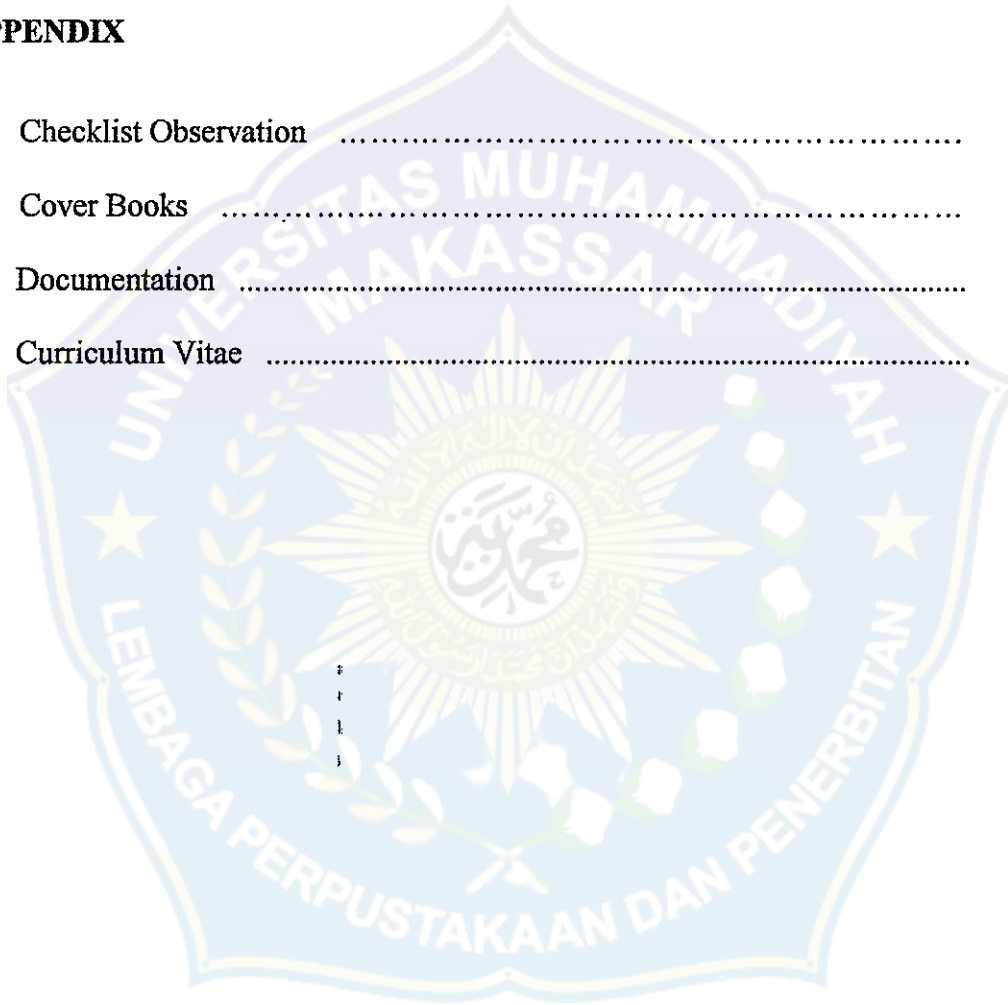 PPENDIX
Checklist Observation ........................................................
Cover Books ........................................................
Documentation ........................................................
Curriculum Vitae ........................................................
UNIVERSITAS MUHAMMADIYAH
MAKASSAR
LEMBAGA PERPUSTAKAAN DAN PENERBITAN